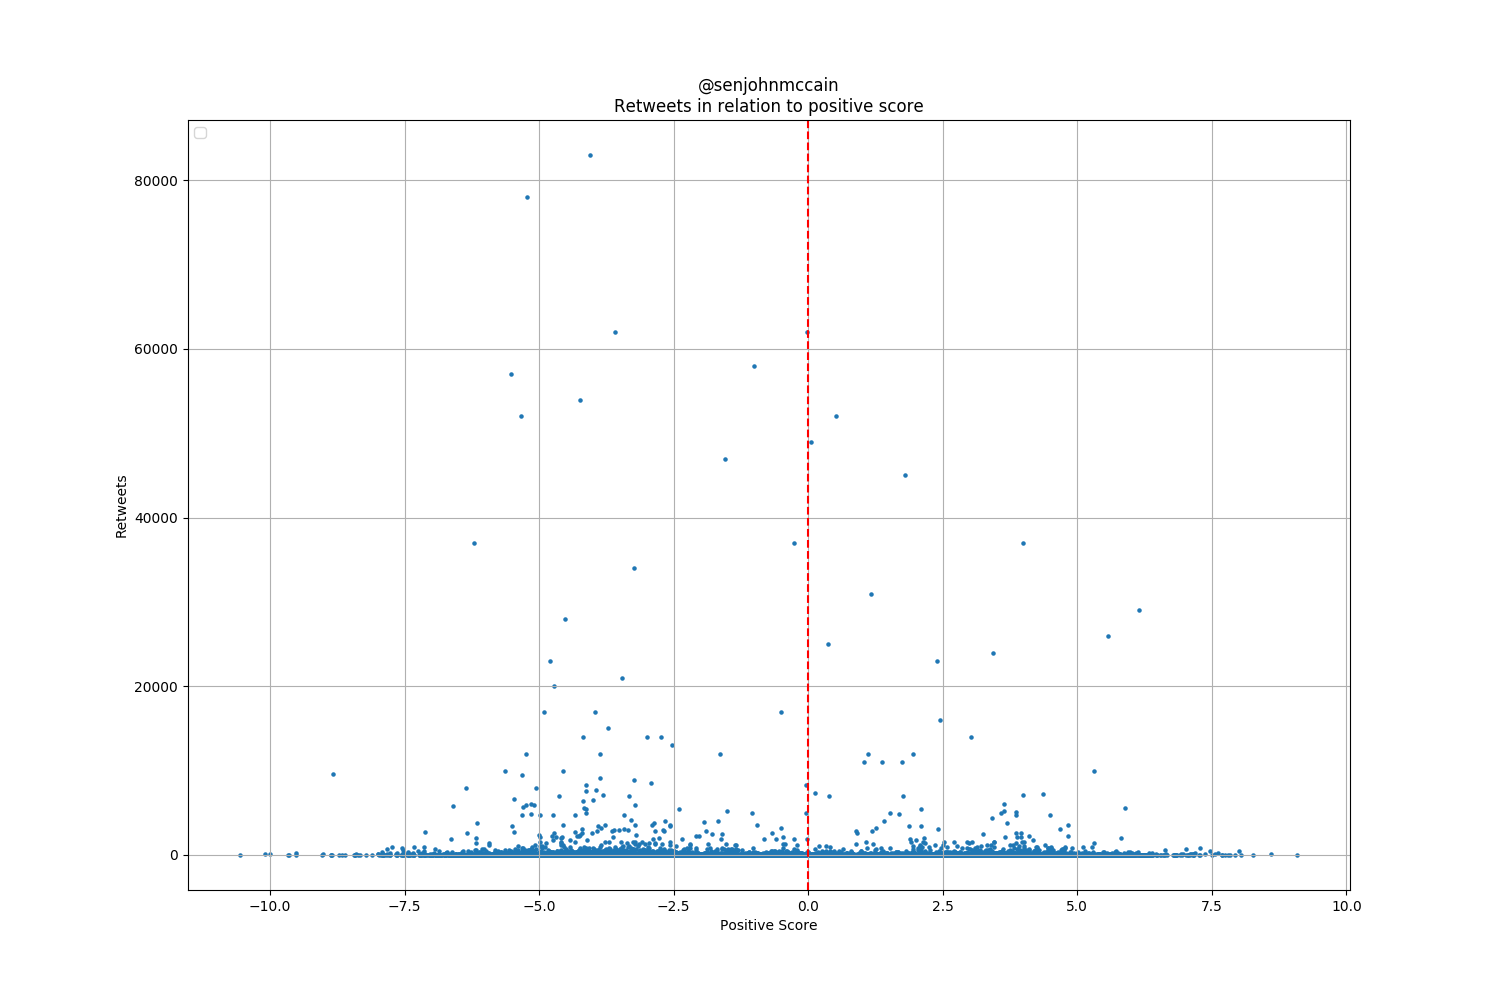 @senjohnmccain
Retweets in relation to positive score
80000
60000
40000
20000
0
Retweets
−10.0 −7.5 −5.0 −2.5 0.0 2.5 5.0 7.5 10.0
Positive Score